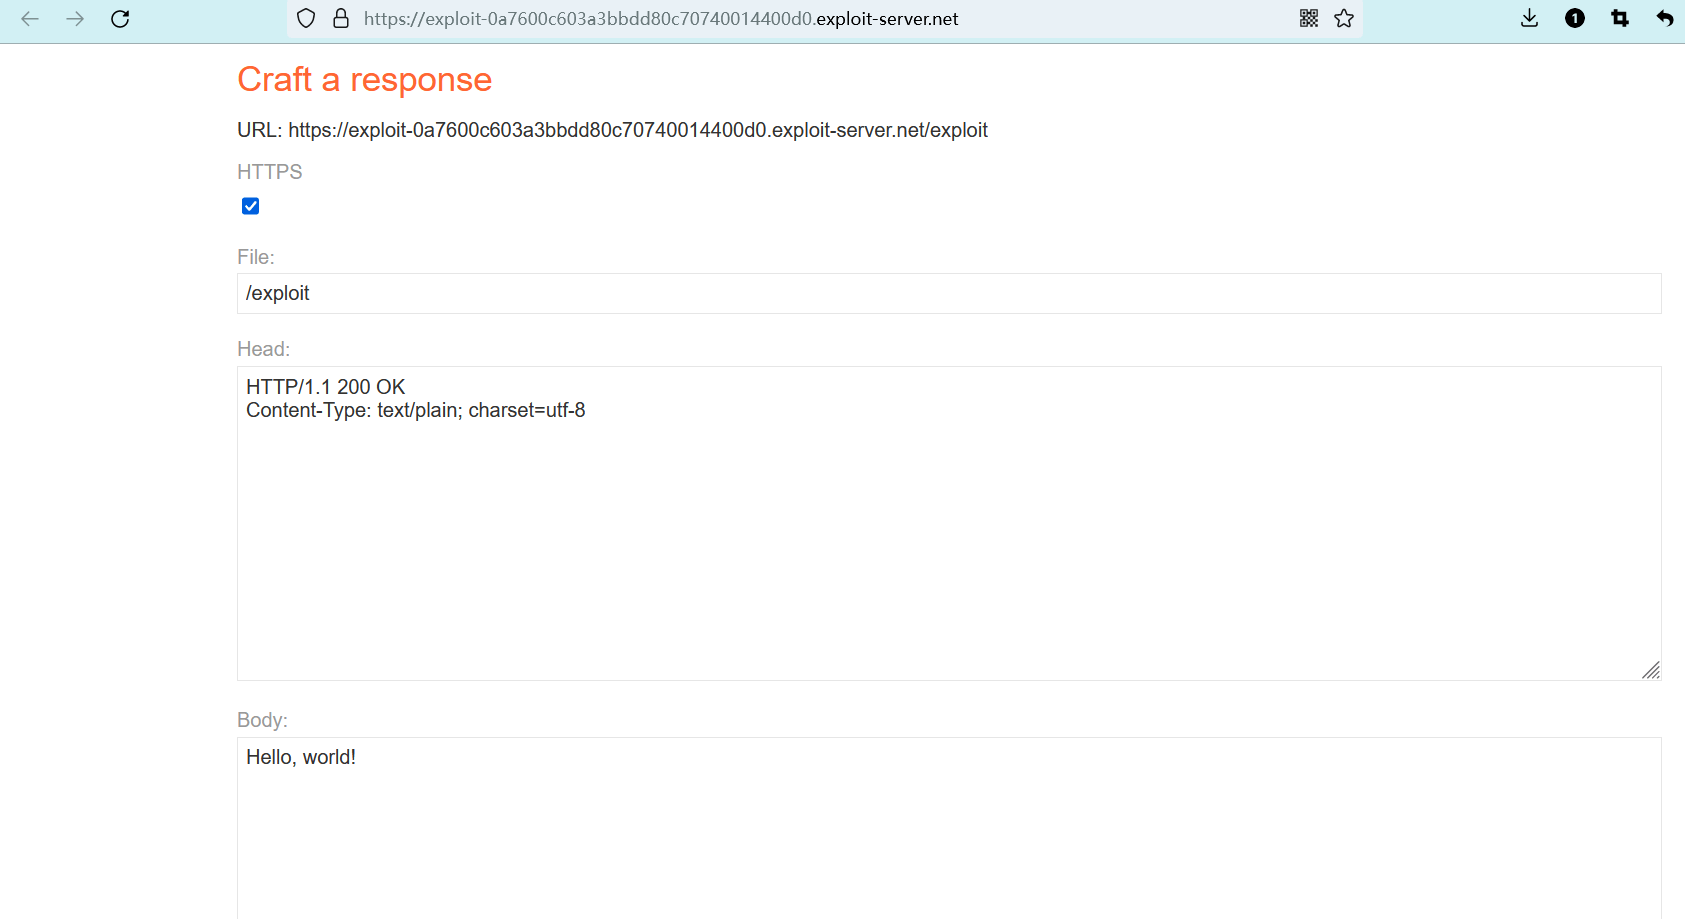 https://exploit-0a7600c603a3bbdd80c70740014400d0.exploit-server.net
1
Craft a response
URL: https://exploit-0a7600c603a3bbdd80c70740014400d0.exploit-server.net/exploit
HTTPS
File:
/exploit
Head:
HTTP/1.1 200 OK
Content-Type: text/plain; charset=utf-8
Body:
Hello, world!